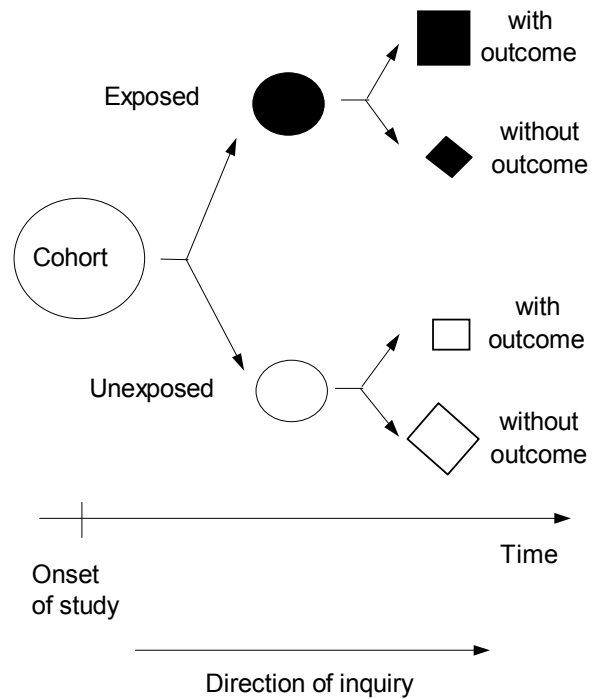 with
outcome
Exposed
without
outcome
Cohort
with
outcome
Unexposed
without
outcome
Time
Onset
of study
Direction of inquiry